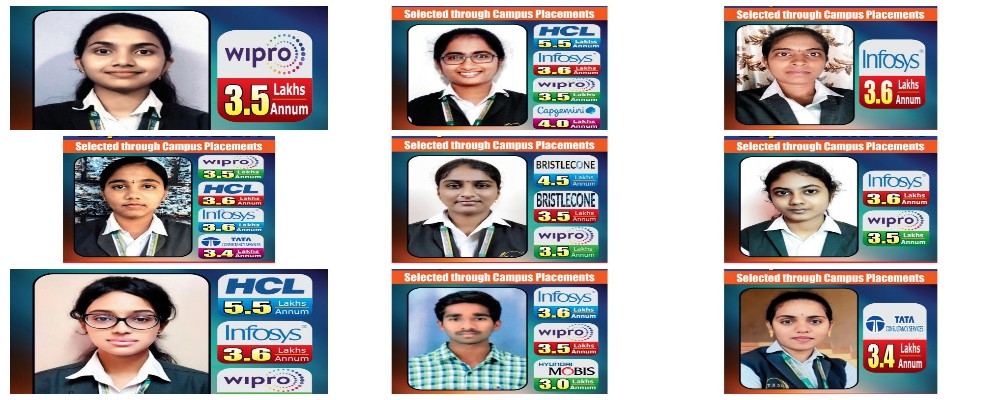 wipro
3.5 Lakhs
Annum
Selected through Campus Placements
HCL
5.5 Lakhs
Annum
Infosys
3.6 Lakhs
Annum
wipro
3.5 Lakhs
Annum
Capgemini
4.0 Lakhs
Annum
Selected through Campus Placements
Infosys
3.6 Lakhs
Annum
Selected through Campus Placements
wipro
3.5 Lakhs
Annum
HCL
3.6 Lakhs
Annum
Infosys
3.6 Lakhs
Annum
TATA
CONSULTANCY SERVICES
3.4 Lakhs
Annum
Selected through Campus Placements
BRISTLECONE
4.5 Lakhs
Annum
BRISTLECONE
3.5 Lakhs
Annum
wipro
3.5 Lakhs
Annum
Selected through Campus Placements
Infosys
3.6 Lakhs
Annum
wipro
3.5 Lakhs
Annum
HCL
5.5 Lakhs
Annum
Infosys
3.6 Lakhs
Annum
wipro
Selected through Campus Placements
Infosys
3.6 Lakhs
Annum
wipro
3.5 Lakhs
Annum
HYUNDAI
MOBIS
3.0 Lakhs
Annum
Selected through Campus Placements
TATA
CONSULTANCY SERVICES
3.4 Lakhs
Annum